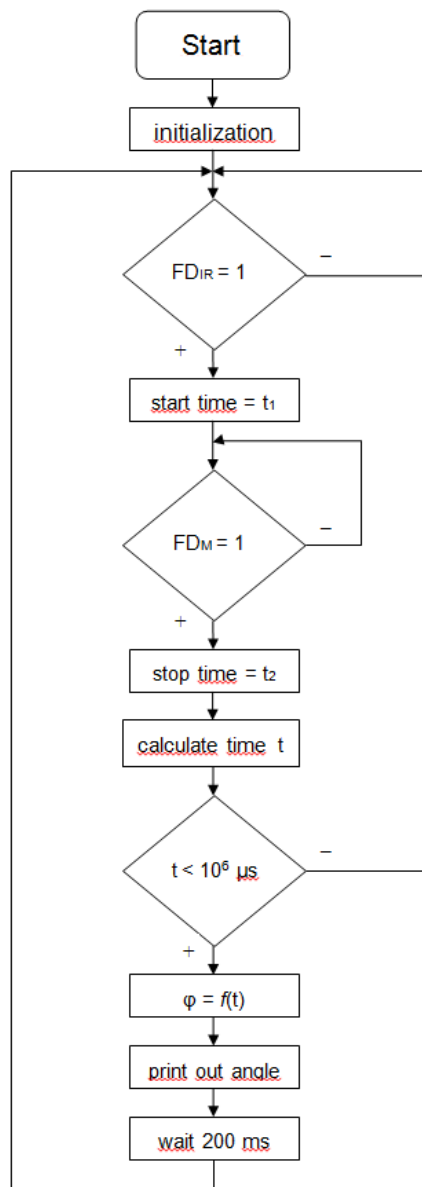 Start
initialization
FDIR = 1
–
+
start time = t₁
FDM = 1
–
+
stop time = t₂
calculate time t
t < 10⁶ µs
–
+
φ = f(t)
print out angle
wait 200 ms